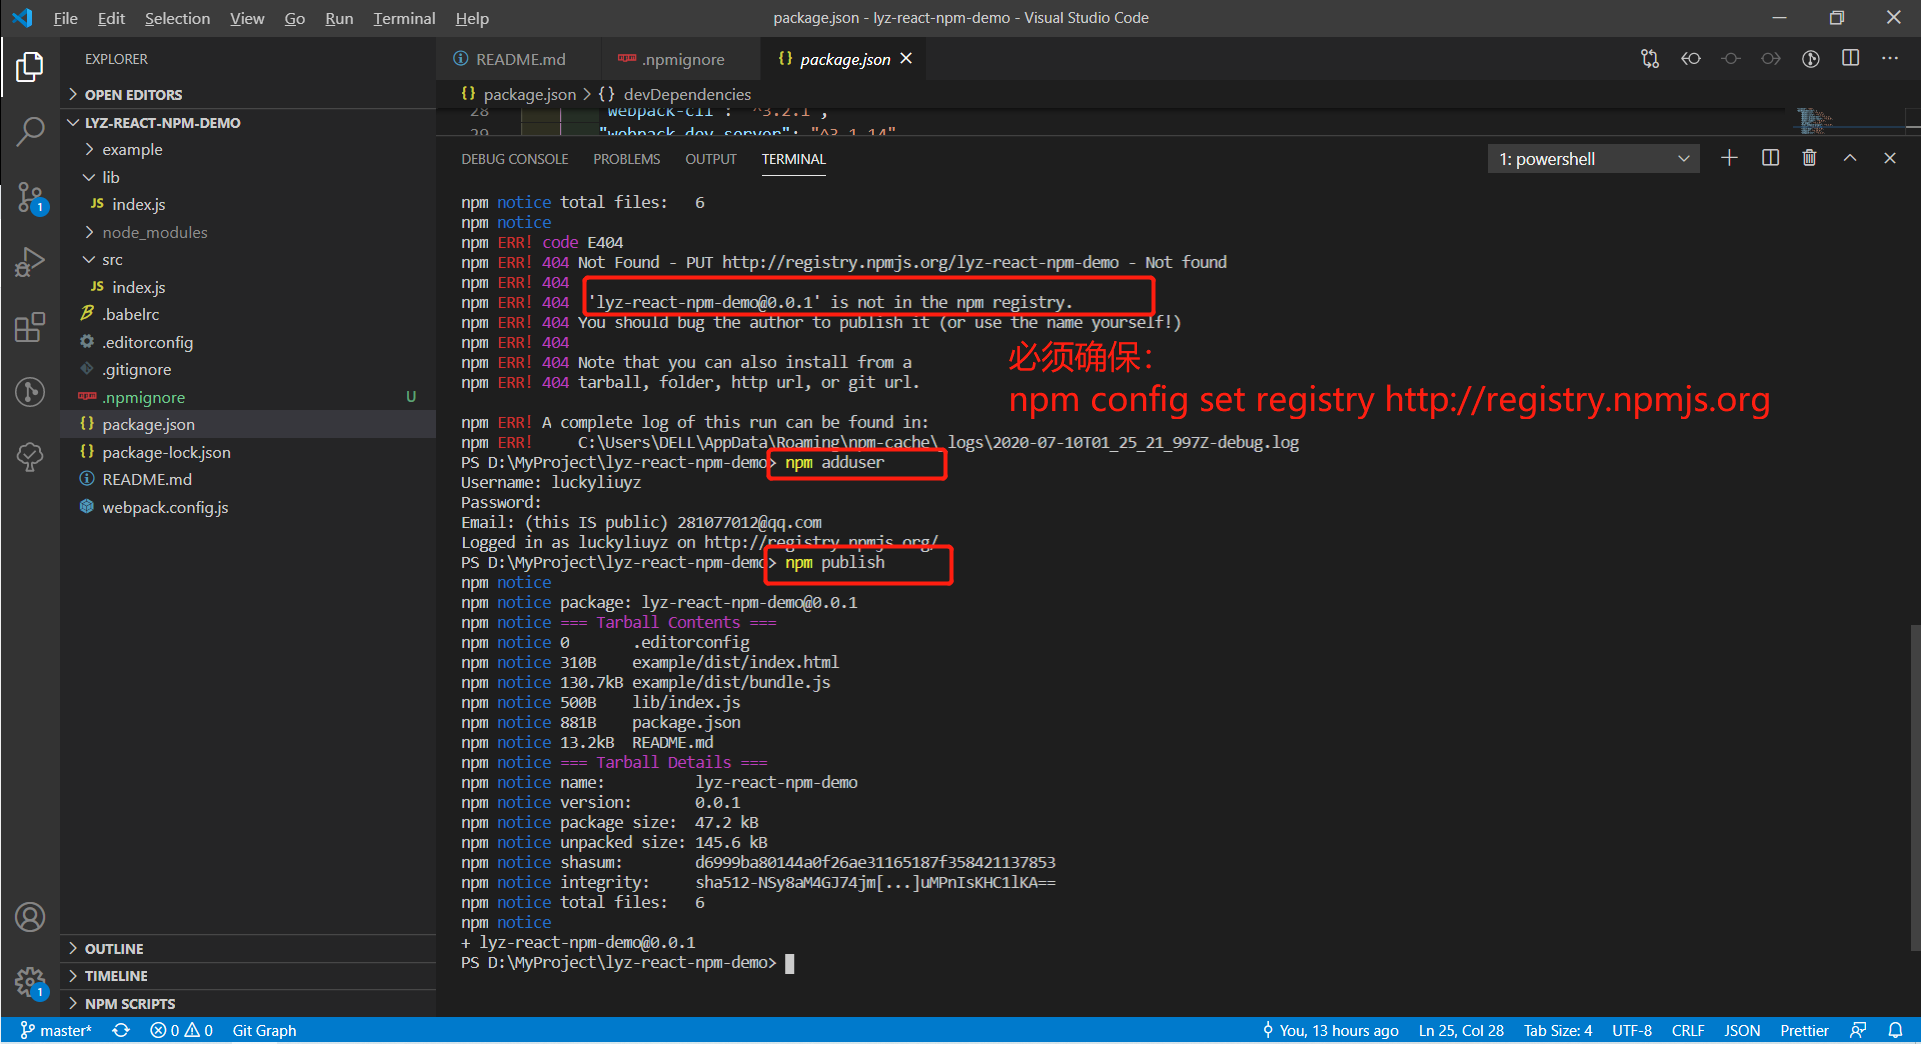 File Edit Selection View Go Run Terminal Help
package.json - lyz-react-npm-demo - Visual Studio Code
EXPLORER
README.md
.npmignore
package.json
OPEN EDITORS
package.json > {} devDependencies
LYZ-REACT-NPM-DEMO
28 "webpack-cli": "^3.2.1",
29 "webpack-dev-server": "^3.1.14"
example
lib
JS index.js
node_modules
src
JS index.js
.babelrc
.editorconfig
.gitignore
.npmignore U
package.json
package-lock.json
README.md
webpack.config.js
OUTLINE
TIMELINE
NPM SCRIPTS
DEBUG CONSOLE PROBLEMS OUTPUT TERMINAL
1: powershell
npm notice total files: 6
npm notice
npm ERR! code E404
npm ERR! 404 Not Found - PUT http://registry.npmjs.org/lyz-react-npm-demo - Not found
npm ERR! 404
npm ERR! 404 'lyz-react-npm-demo@0.0.1' is not in the npm registry.
npm ERR! 404 You should bug the author to publish it (or use the name yourself!)
npm ERR! 404
npm ERR! 404 Note that you can also install from a
npm ERR! 404 tarball, folder, http url, or git url.
必须确保：
npm config set registry http://registry.npmjs.org
npm ERR! A complete log of this run can be found in:
npm ERR! C:\Users\DELL\AppData\Roaming\npm-cache\_logs\2020-07-10T01_25_21_997Z-debug.log
PS D:\MyProject\lyz-react-npm-demo> npm adduser
Username: luckyliuyz
Password:
Email: (this IS public) 281077012@qq.com
Logged in as luckyliuyz on http://registry.npmjs.org/
PS D:\MyProject\lyz-react-npm-demo> npm publish
npm notice
npm notice package: lyz-react-npm-demo@0.0.1
npm notice === Tarball Contents ===
npm notice 0 .editorconfig
npm notice 310B example/dist/index.html
npm notice 130.7kB example/dist/bundle.js
npm notice 500B lib/index.js
npm notice 881B package.json
npm notice 13.2kB README.md
npm notice === Tarball Details ===
npm notice name: lyz-react-npm-demo
npm notice version: 0.0.1
npm notice package size: 47.2 kB
npm notice unpacked size: 145.6 kB
npm notice shasum: d6999ba80144a0f26ae31165187f358421137853
npm notice integrity: sha512-NSy8aM4GJ74jm[...]uMPnIsKHC1lKA==
npm notice total files: 6
npm notice
+ lyz-react-npm-demo@0.0.1
PS D:\MyProject\lyz-react-npm-demo>
1
1
master* 0 0 Git Graph
You, 13 hours ago Ln 25, Col 28 Tab Size: 4 UTF-8 CRLF JSON Prettier